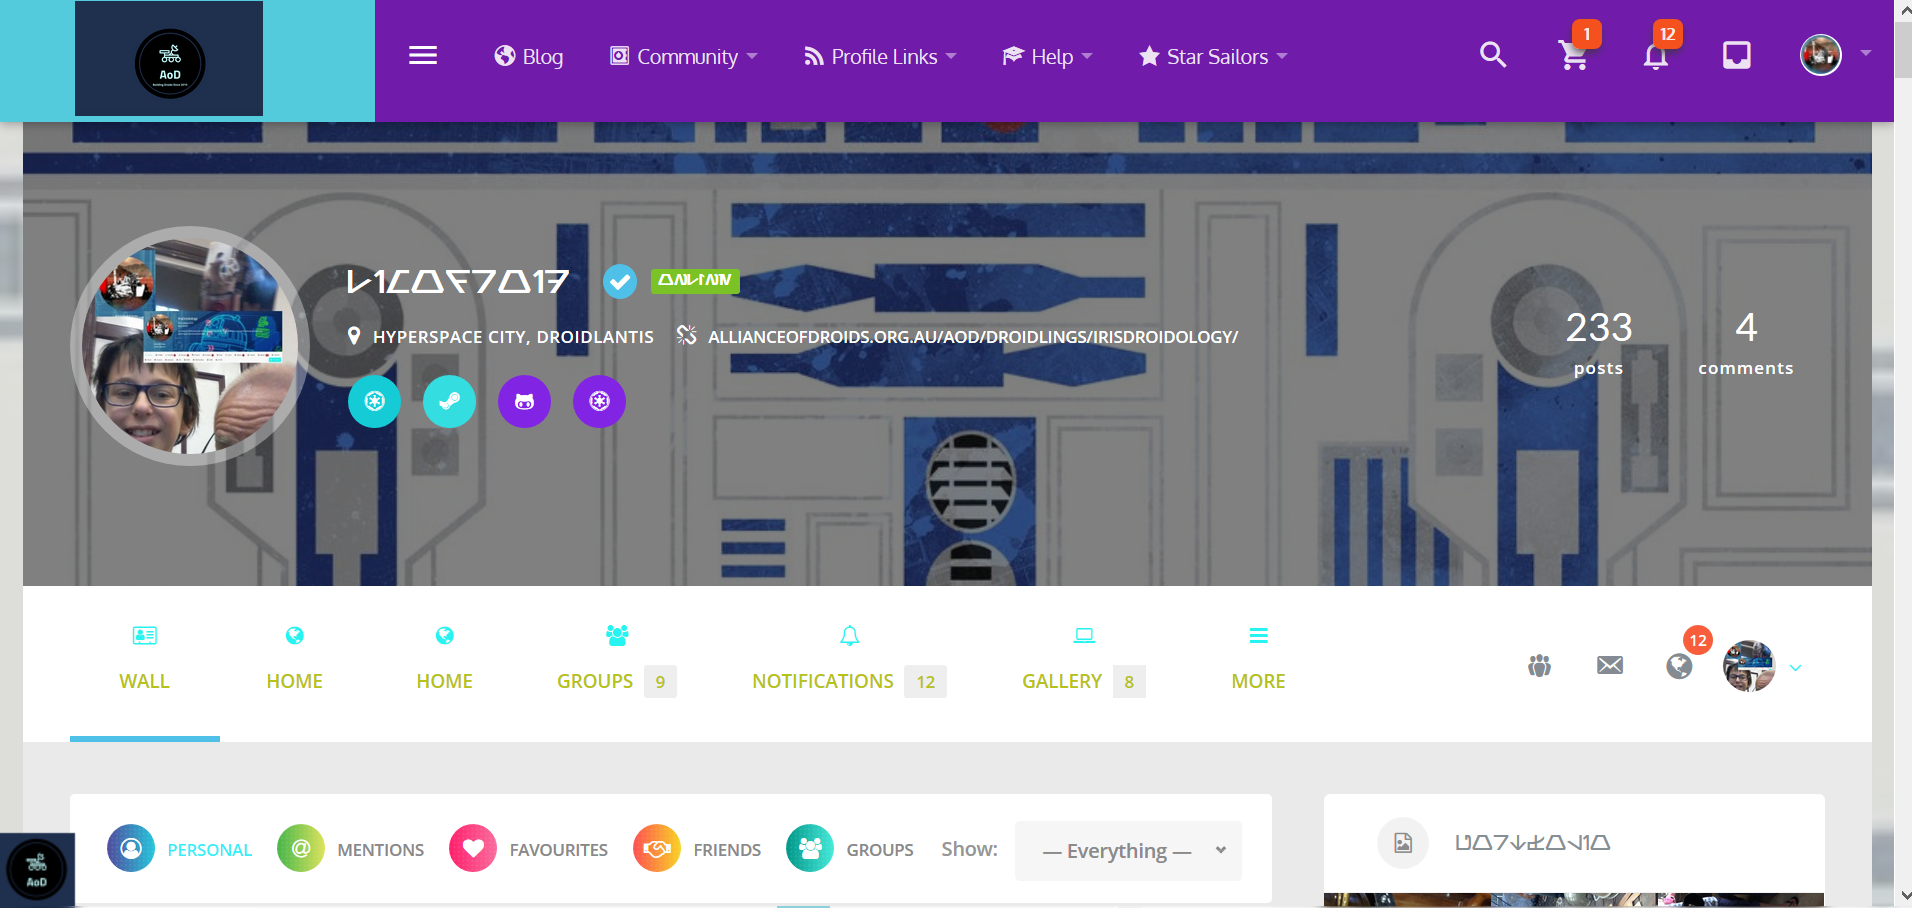 AoD
Blog
Community
Profile Links
Help
Star Sailors
1
12
HYPERSPACE CITY, DROIDLANTIS
ALLIANCEOFDROIDS.ORG.AU/AOD/DROIDLINGS/IRISDROIDOLOGY/
233
posts
4
comments
WALL
HOME
HOME
GROUPS 9
NOTIFICATIONS 12
GALLERY 8
MORE
12
PERSONAL
MENTIONS
FAVOURITES
FRIENDS
GROUPS
Show:
— Everything —
AoD